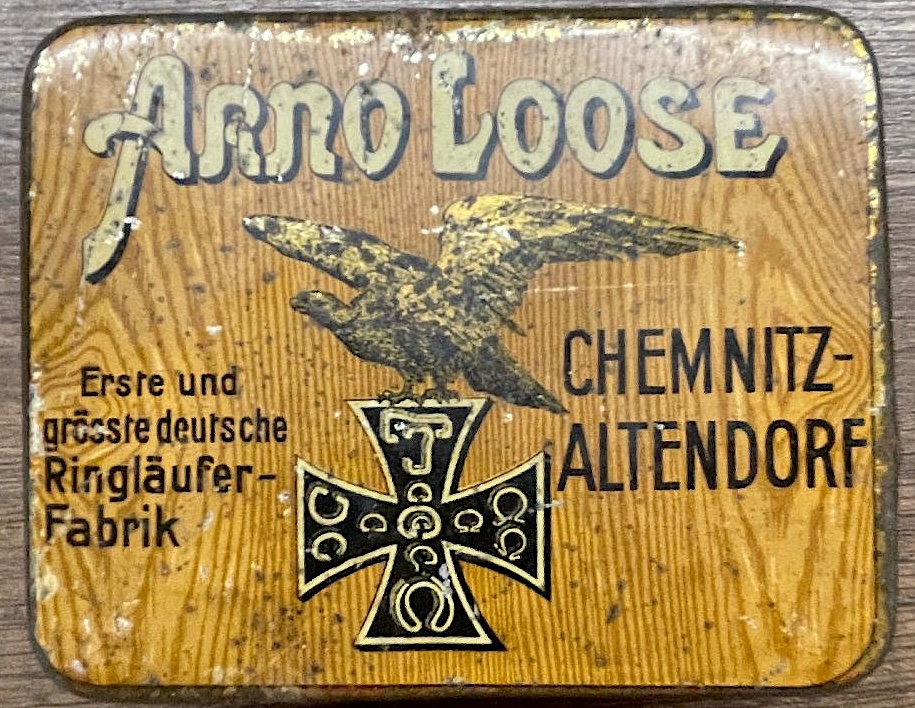 ARNO LOOSE
Erste und
grösste deutsche
Ringläufer-
Fabrik
CHEMNITZ-
ALTENDORF